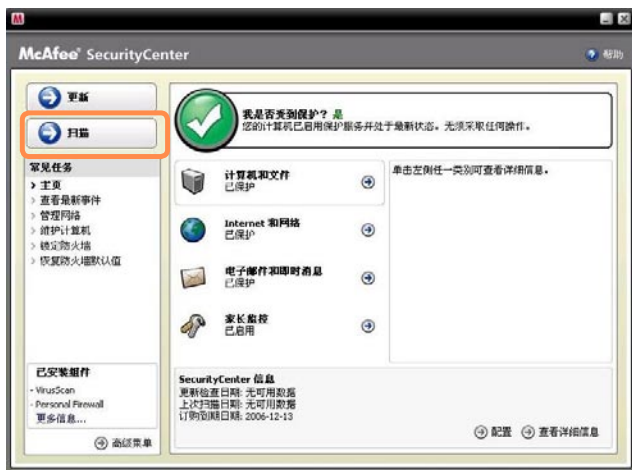 McAfee® SecurityCenter
帮助
更新
扫描
常见任务
主页
查看最新事件
管理网络
维护计算机
锁定防火墙
恢复防火墙默认值
已安装组件
- VirusScan
- Personal Firewall
更多信息...
高级菜单
我是否受到保护? 是
您的计算机已启用保护服务并处于最新状态。无须采取任何操作。
计算机和文件
已保护
Internet 和网络
已保护
电子邮件和即时消息
已保护
家长监控
已启用
单击左侧任一类别可查看详细信息。
SecurityCenter 信息
更新检查日期: 无可用数据
上次扫描日期: 无可用数据
订购到期日期: 2006-12-13
配置
查看详细信息